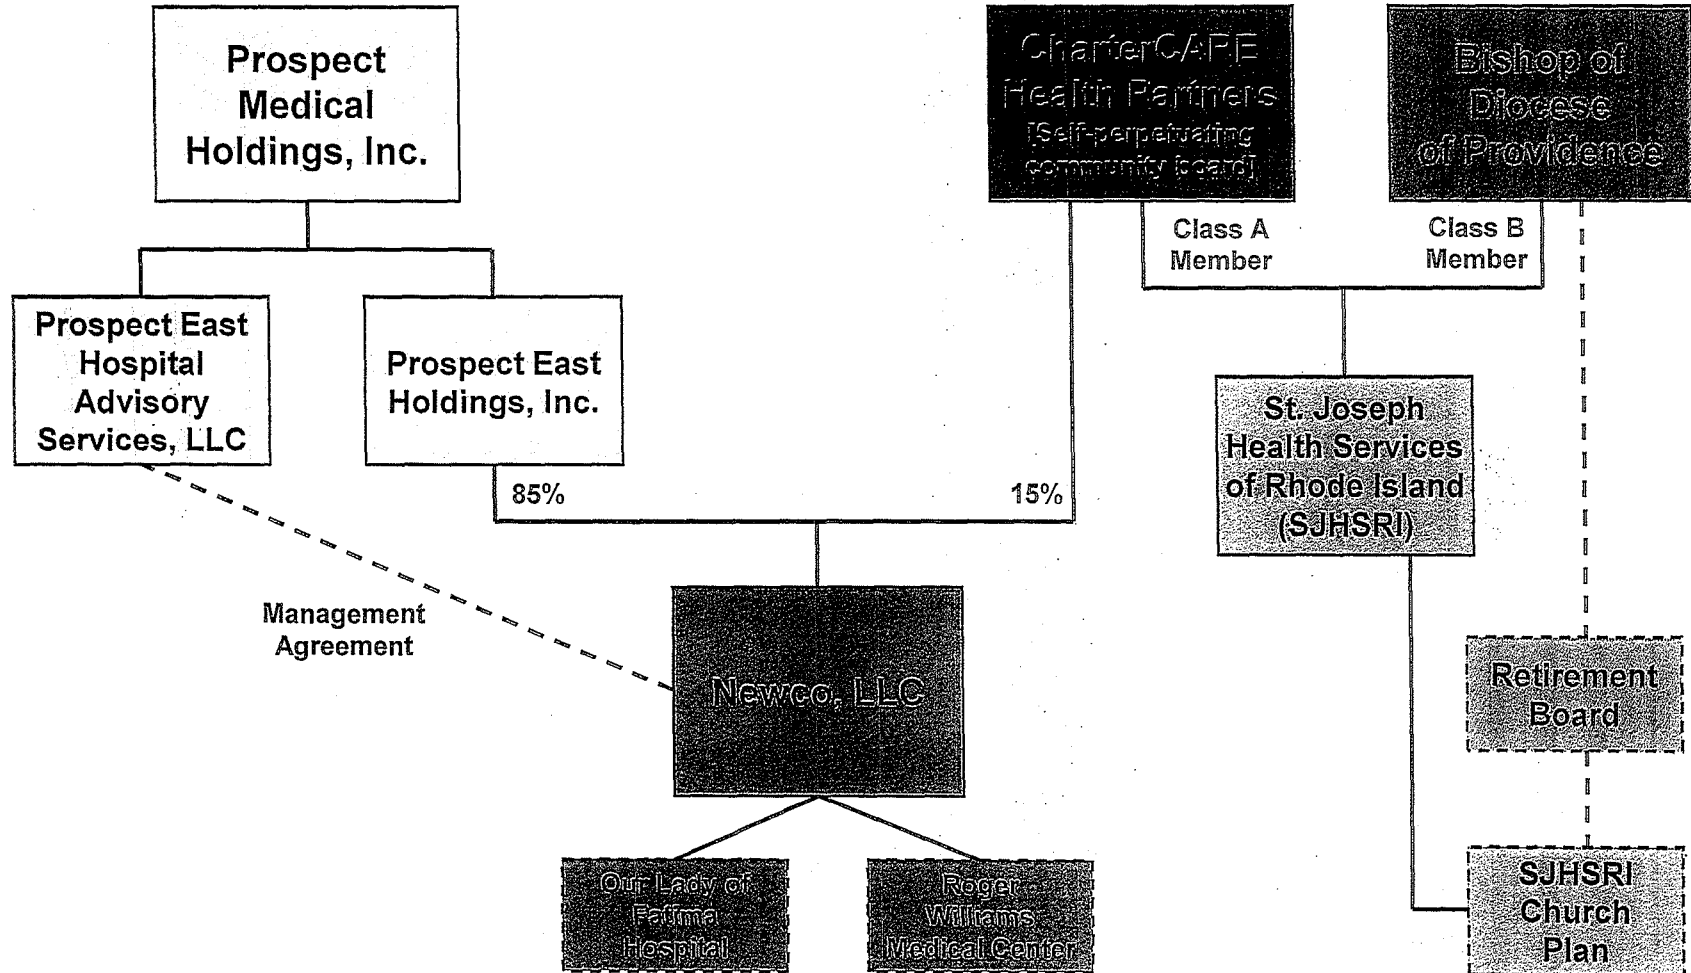 Prospect
Medical
Holdings, Inc.
CharterCARE
Health Partners
[Self-perpetuating
community board]
Bishop of
Diocese
of Providence
Class A
Member
Class B
Member
Prospect East
Hospital
Advisory
Services, LLC
Prospect East
Holdings, Inc.
St. Joseph
Health Services
of Rhode Island
(SJHSRI)
85%
15%
Management
Agreement
Newco, LLC
Retirement
Board
Our Lady of
Fatima
Hospital
Roger
Williams
Medical Center
SJHSRI
Church
Plan